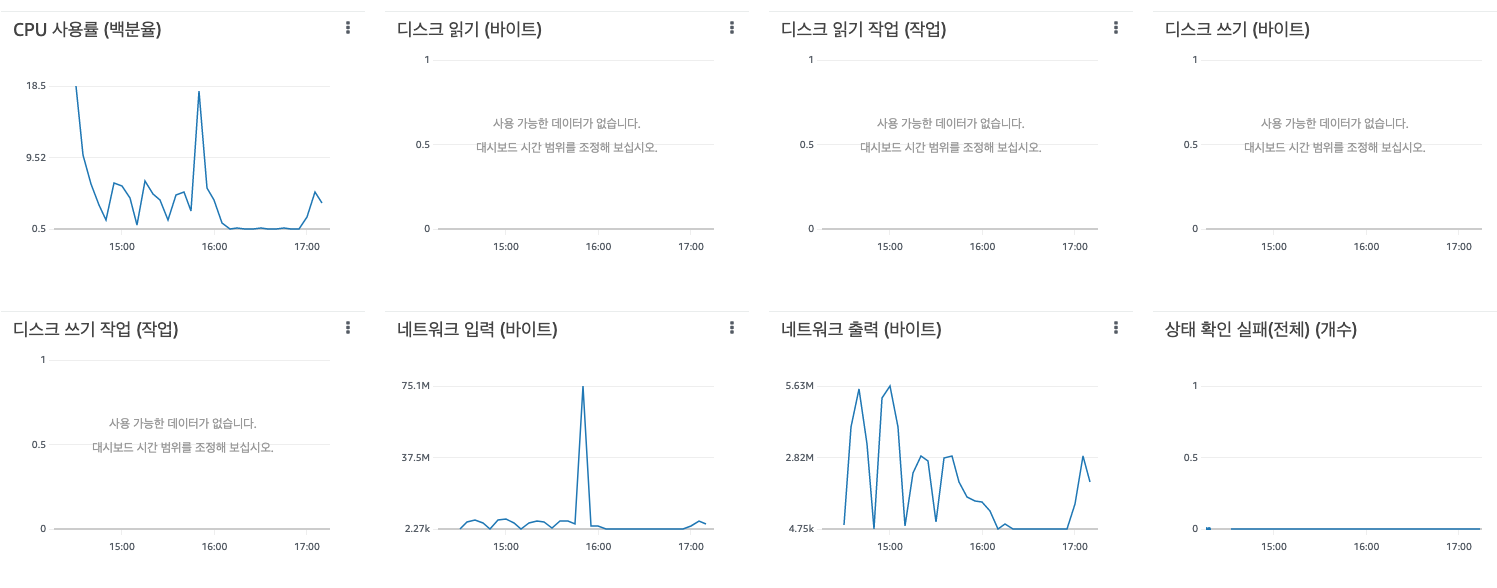 CPU 사용률 (백분율)
18.5
9.52
0.5
15:00 16:00 17:00
디스크 읽기 (바이트)
1
사용 가능한 데이터가 없습니다.
0.5
대시보드 시간 범위를 조정해 보십시오.
0
15:00 16:00 17:00
디스크 읽기 작업 (작업)
1
사용 가능한 데이터가 없습니다.
0.5
대시보드 시간 범위를 조정해 보십시오.
0
15:00 16:00 17:00
디스크 쓰기 (바이트)
1
사용 가능한 데이터가 없습니다.
0.5
대시보드 시간 범위를 조정해 보십시오.
0
15:00 16:00 17:00
디스크 쓰기 작업 (작업)
1
사용 가능한 데이터가 없습니다.
0.5
대시보드 시간 범위를 조정해 보십시오.
0
15:00 16:00 17:00
네트워크 입력 (바이트)
75.1M
37.5M
2.27k
15:00 16:00 17:00
네트워크 출력 (바이트)
5.63M
2.82M
4.75k
15:00 16:00 17:00
상태 확인 실패(전체) (개수)
1
0.5
0
15:00 16:00 17:00